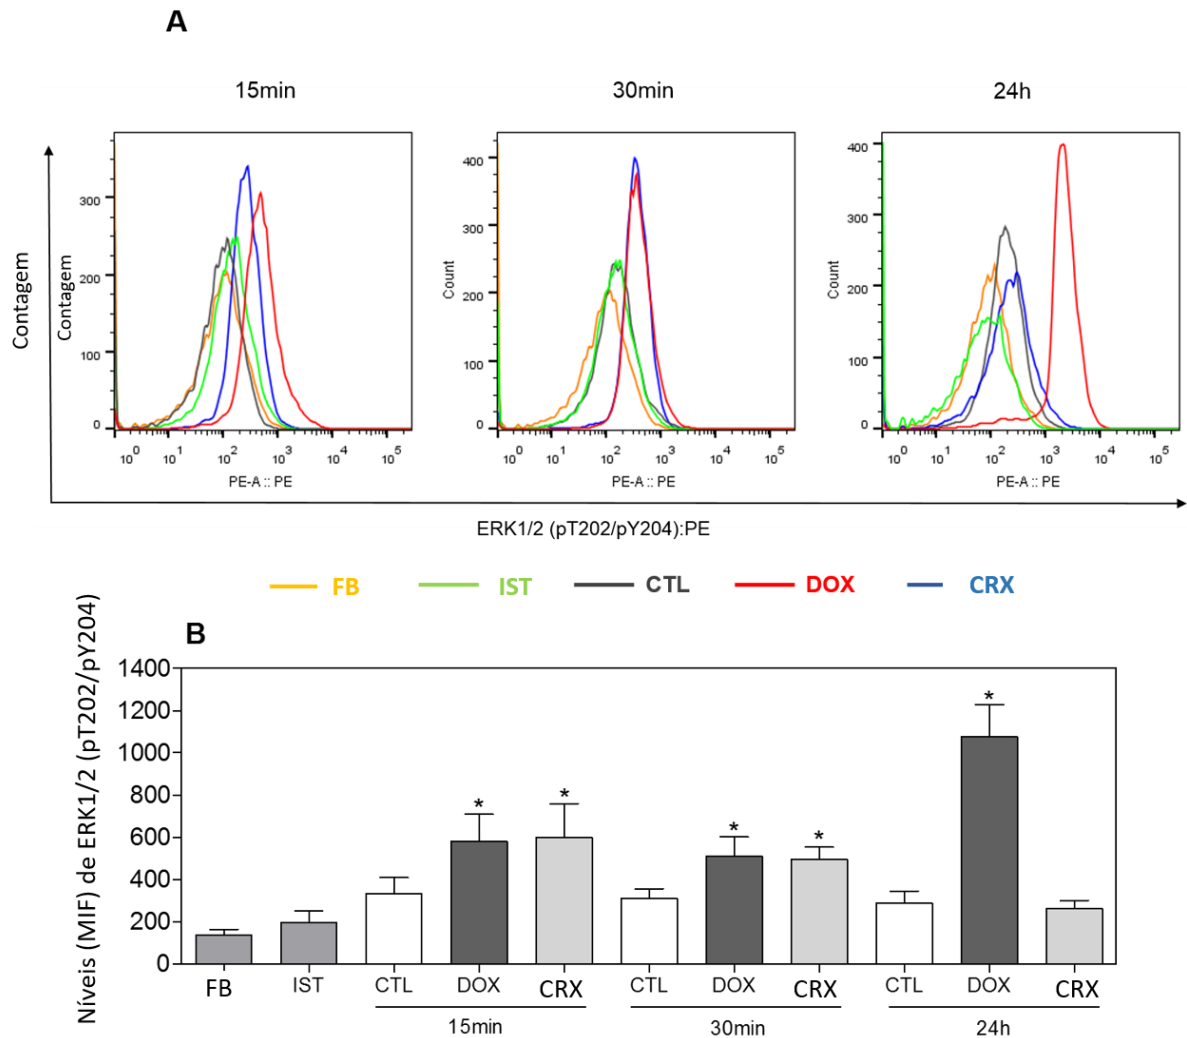 A
15min
30min
24h
Contagem
Contagem
300
200
100
0
10^0 10^1 10^2 10^3 10^4 10^5
PE-A :: PE
Count
400
300
200
100
0
10^0 10^1 10^2 10^3 10^4 10^5
PE-A :: PE
Count
400
300
200
100
0
10^0 10^1 10^2 10^3 10^4 10^5
PE-A :: PE
ERK1/2 (pT202/pY204):PE
FB IST CTL DOX CRX
B
Níveis (MIF) de ERK1/2 (pT202/pY204)
1400
1200
1000
800
600
400
200
0
* * * * *
FB IST CTL DOX CRX CTL DOX CRX CTL DOX CRX
15min 30min 24h